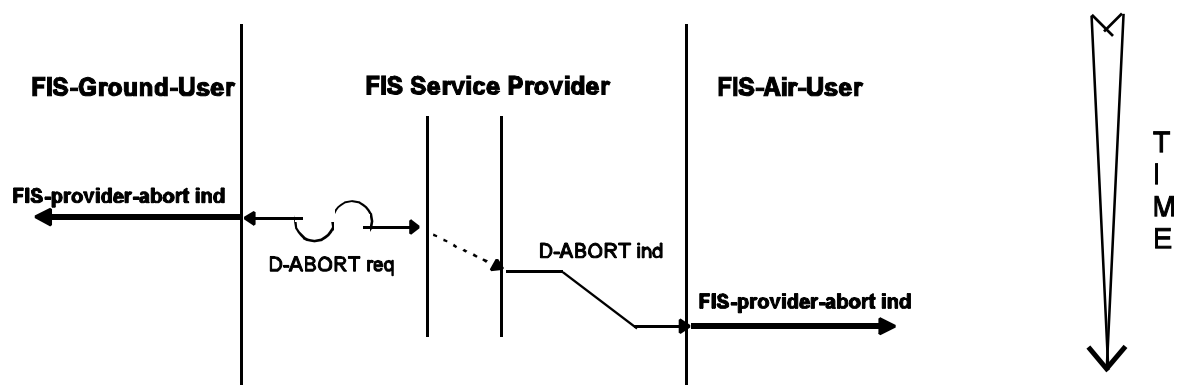 FIS-Ground-User
FIS Service Provider
FIS-Air-User
FIS-provider-abort ind
D-ABORT req
D-ABORT ind
FIS-provider-abort ind
T
I
M
E